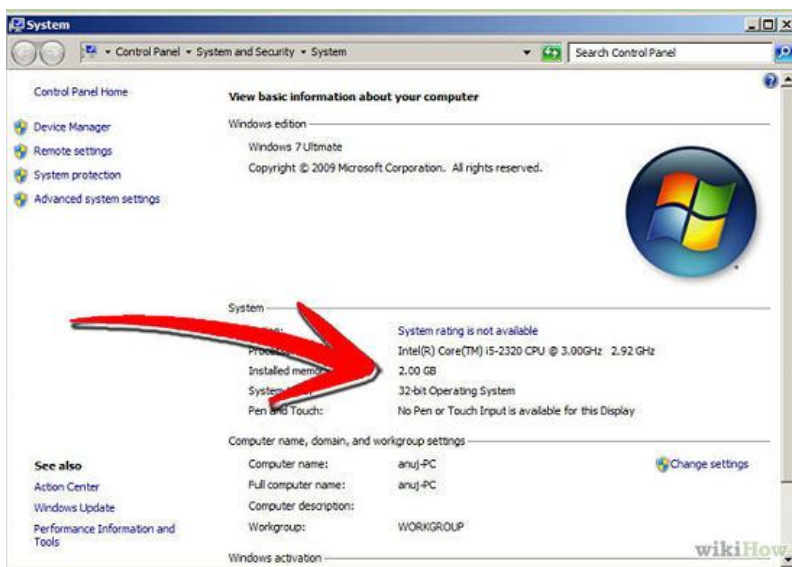 System
Control Panel ▾ System and Security ▾ System
Search Control Panel
Control Panel Home
Device Manager
Remote settings
System protection
Advanced system settings
View basic information about your computer
Windows edition
Windows 7 Ultimate
Copyright © 2009 Microsoft Corporation. All rights reserved.
System
System rating is not available
Intel(R) Core(TM) i5-2320 CPU @ 3.00GHz 2.92 GHz
Installed
2.00 GB
32-bit Operating System
Pen and Touch: No Pen or Touch Input is available for this Display
Computer name, domain, and workgroup settings
Computer name: anuj-PC
Change settings
Full computer name: anuj-PC
Computer description:
Workgroup: WORKGROUP
Windows activation
See also
Action Center
Windows Update
Performance Information and
Tools
wikiHow